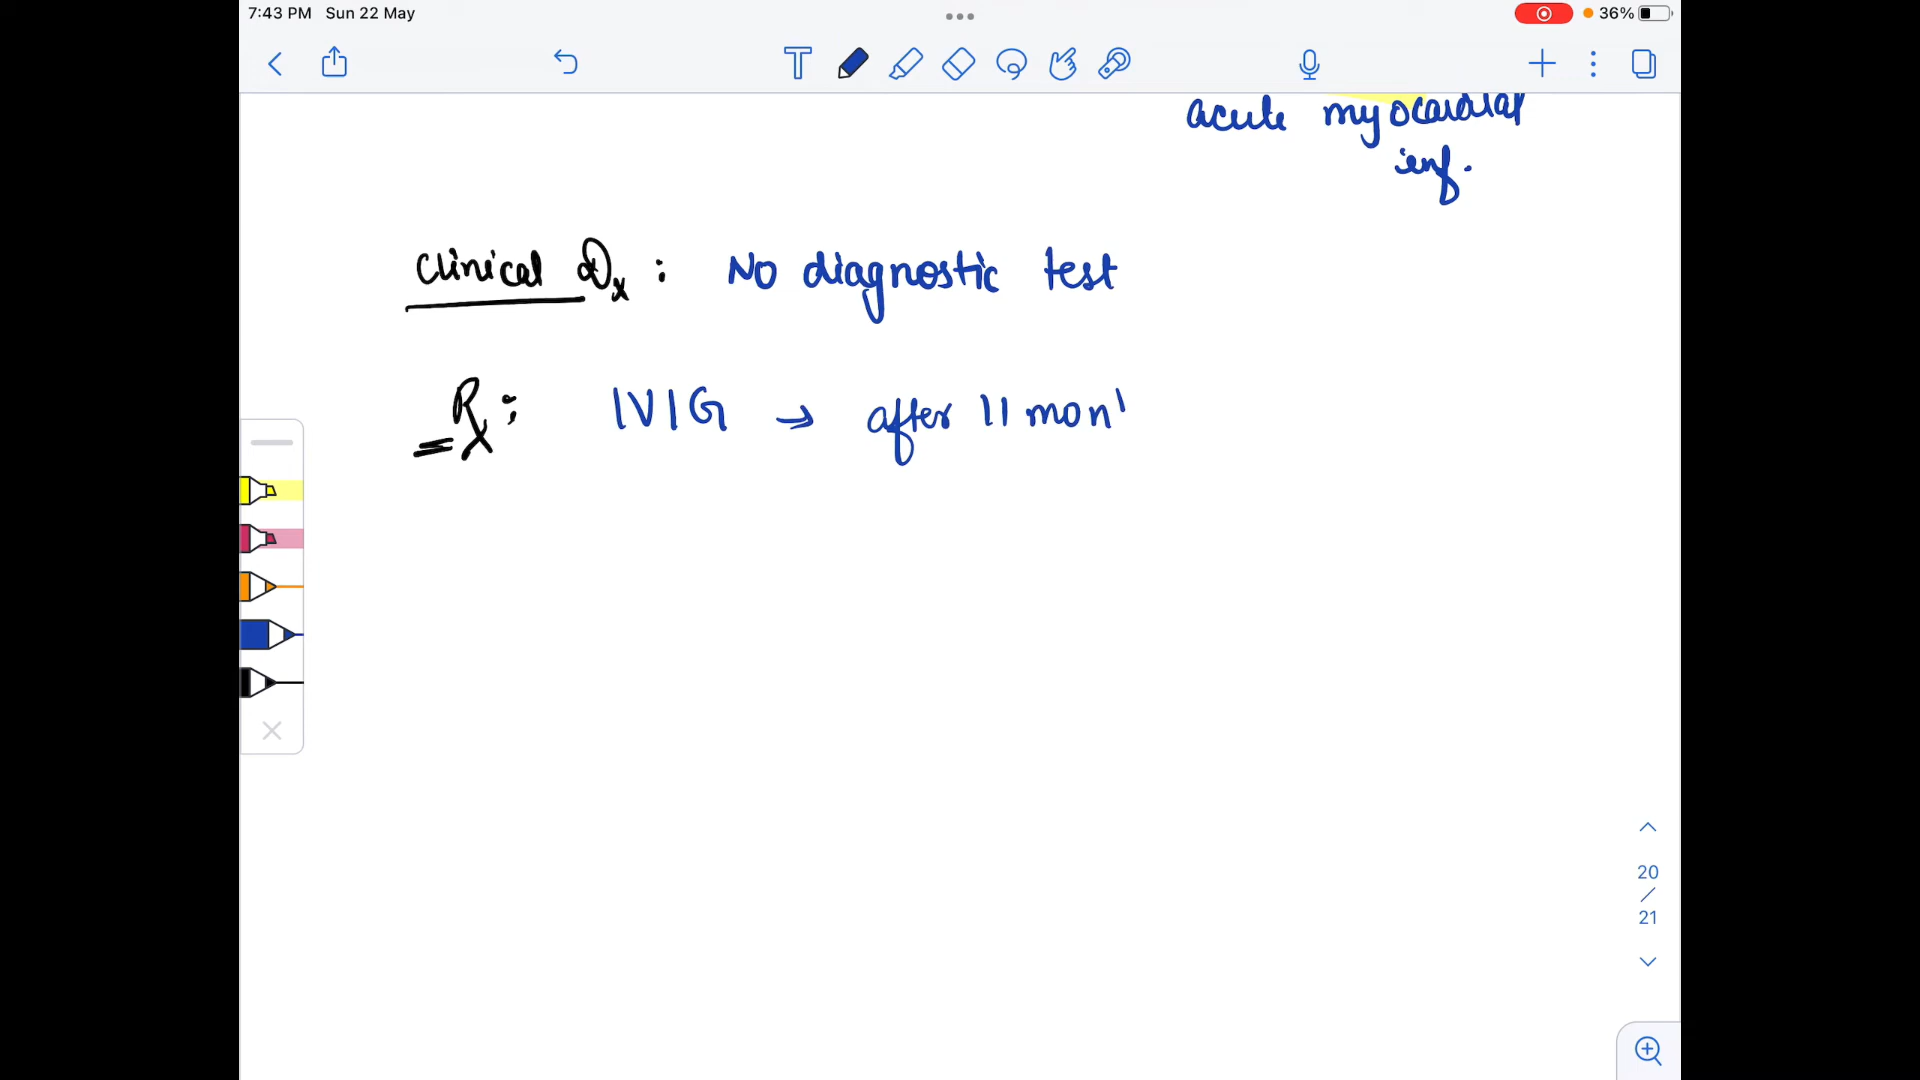 7:43 PM Sun 22 May
36%
acute myocardial
inf.
Clinical Dx : No diagnostic test
Rx : IVIG → after 11 mon
20
/
21